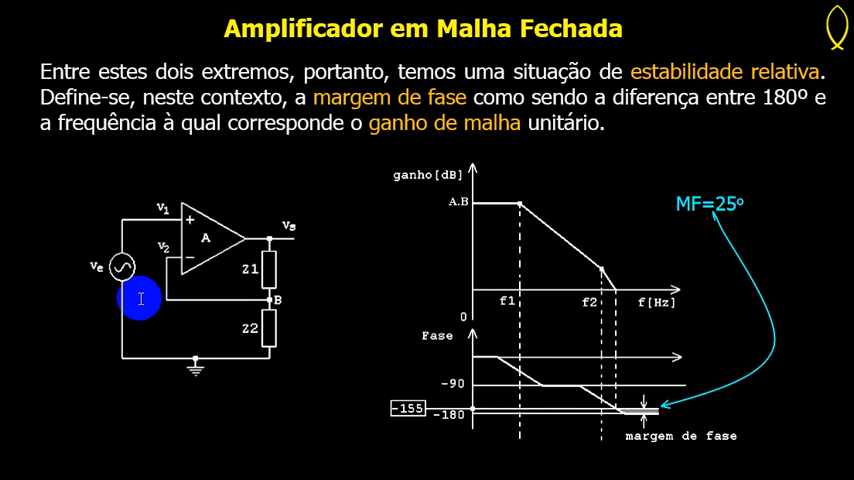 Amplificador em Malha Fechada
Entre estes dois extremos, portanto, temos uma situação de estabilidade relativa.
Define-se, neste contexto, a margem de fase como sendo a diferença entre 180º e
a frequência à qual corresponde o ganho de malha unitário.
ganho[dB]
A.B
MF=25º
f1
f2
f[Hz]
0
Fase
-90
-155
-180
margem de fase
v1
v2
A
vs
ve
Z1
B
Z2